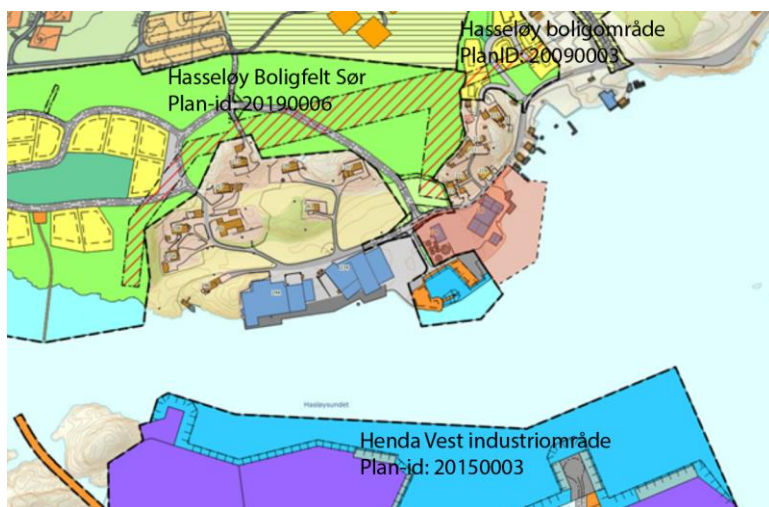 Hasseløy boligområde
PlanID: 20090003
Hasseløy Boligfelt Sør
Plan-id: 20190006
Hasløysundet
Henda Vest industriområde
Plan-id: 20150003